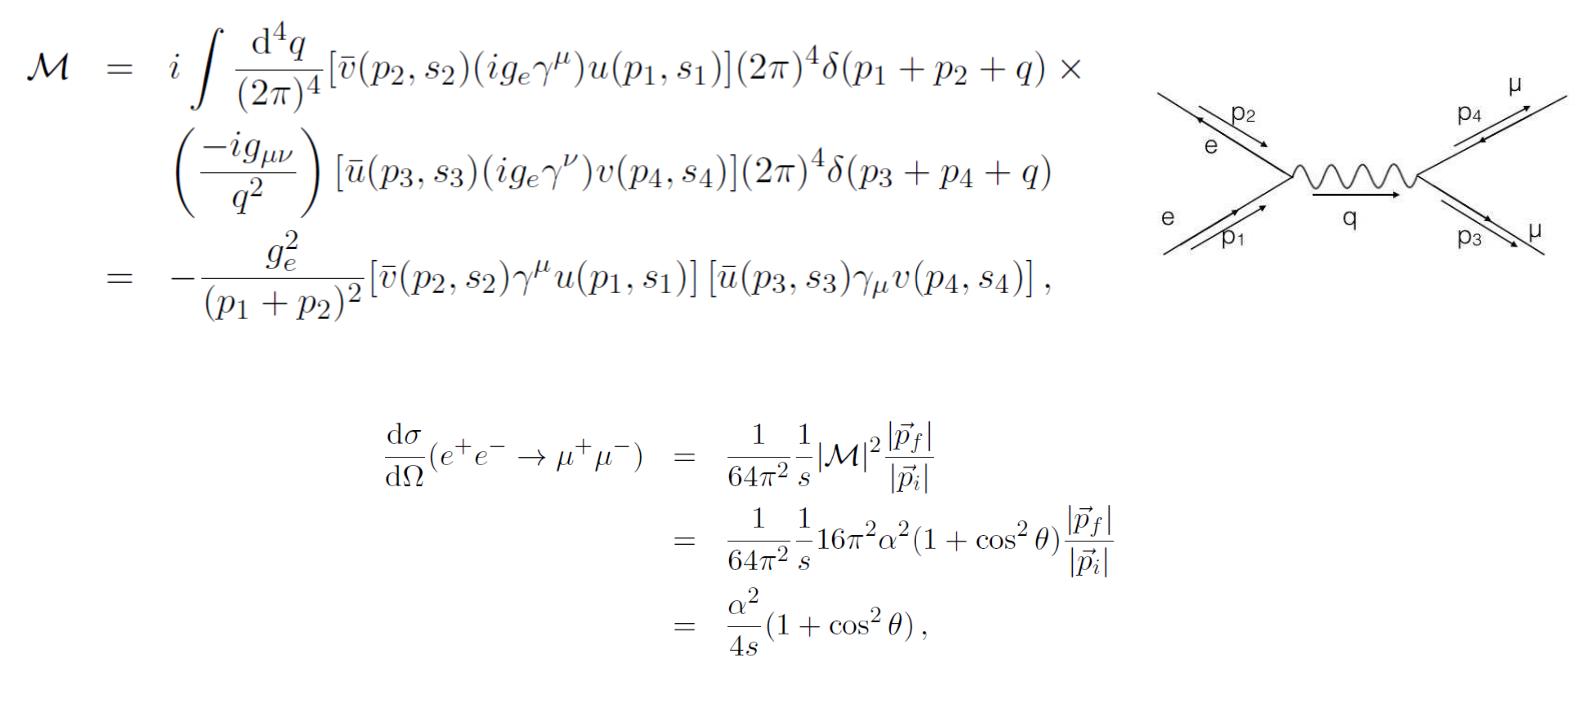 ℳ = i ∫ d⁴q/(2π)⁴ [v̄(p₂, s₂)(ig_eγ^μ)u(p₁, s₁)](2π)⁴δ(p₁ + p₂ + q) ×
(−ig_{μν}/q²) [ū(p₃, s₃)(ig_eγ^ν)v(p₄, s₄)](2π)⁴δ(p₃ + p₄ + q)
= − g_e²/(p₁ + p₂)² [v̄(p₂, s₂)γ^μu(p₁, s₁)] [ū(p₃, s₃)γ_μv(p₄, s₄)] ,
p₂
e
e
p₁
q
μ
p₄
p₃
μ
dσ/dΩ (e⁺e⁻ → μ⁺μ⁻) = 1/64π² 1/s |ℳ|² |p⃗_f|/|p⃗_i|
= 1/64π² 1/s 16π²α²(1 + cos² θ) |p⃗_f|/|p⃗_i|
= α²/4s (1 + cos² θ) ,